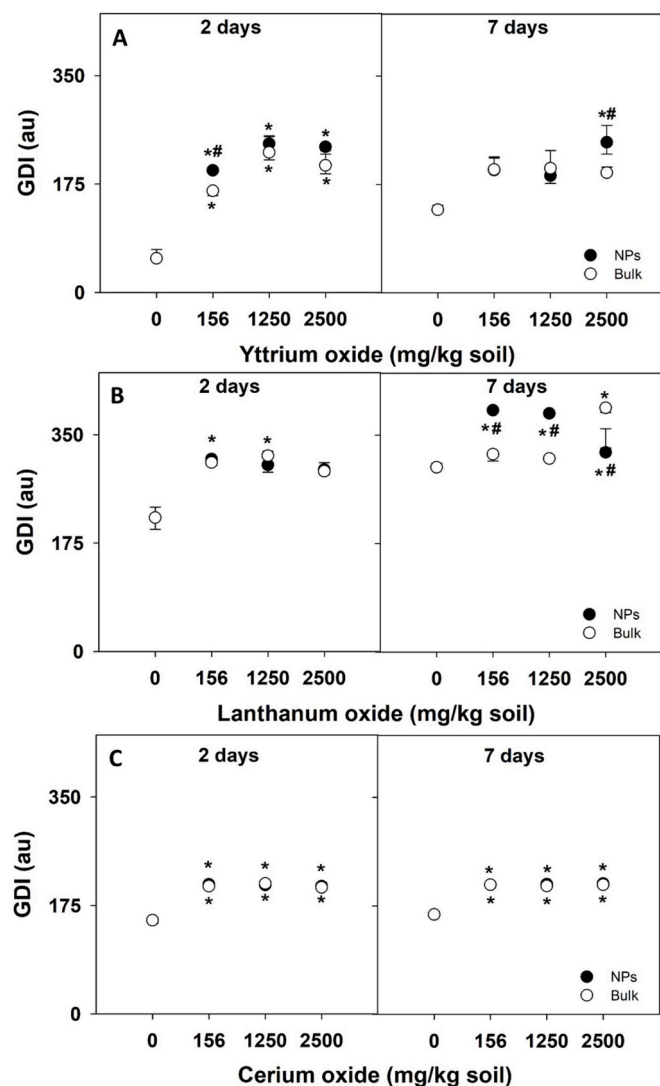 A 2 days 7 days
*# * * *#
* * *
GDI (au)
350
175
0
NPs
Bulk
0 156 1250 2500 0 156 1250 2500
Yttrium oxide (mg/kg soil)
B 2 days 7 days
* * *
*# *# *#
GDI (au)
350
175
0
NPs
Bulk
0 156 1250 2500 0 156 1250 2500
Lanthanum oxide (mg/kg soil)
C 2 days 7 days
* * * * * *
* * * * * *
GDI (au)
350
175
0
NPs
Bulk
0 156 1250 2500 0 156 1250 2500
Cerium oxide (mg/kg soil)